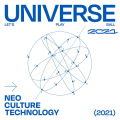 UNIVERSE
LET'S PLAY BALL
2021
NEO
CULTURE
TECHNOLOGY
(2021)